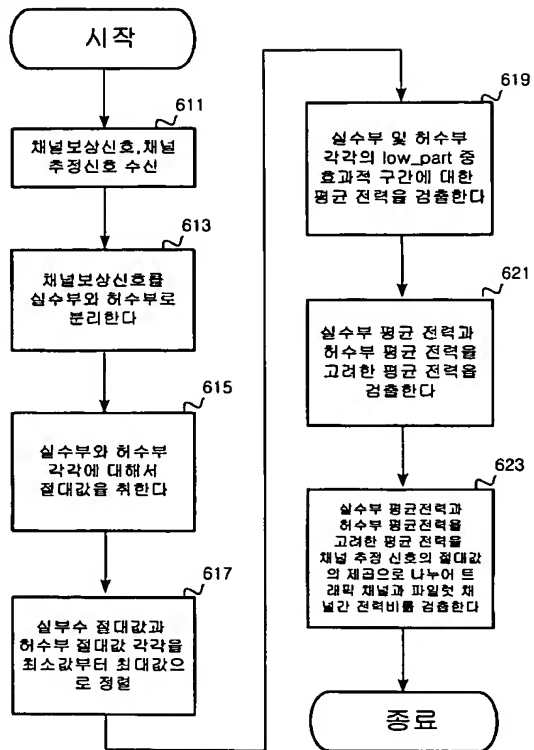 시작
611
채널보상신호,채널
추정신호 수신
613
채널보상신호를
실수부와 허수부로
분리한다
615
실수부와 허수부
각각에 대해서
절대값을 취한다
617
실부수 절대값과
허수부 절대값 각각을
최소값부터 최대값으
로 정렬
619
실수부 및 허수부
각각의 low_part 중
효과적 구간에 대한
평균 전력을 검출한다
621
실수부 평균 전력과
허수부 평균 전력을
고려한 평균 전력을
검출한다
623
실수부 평균전력과
허수부 평균전력을
고려한 평균 전력을
채널 추정 신호의 절대값
의 제곱으로 나누어 트
래픽 채널과 파일럿 채
널간 전력비를 검출한다
종료